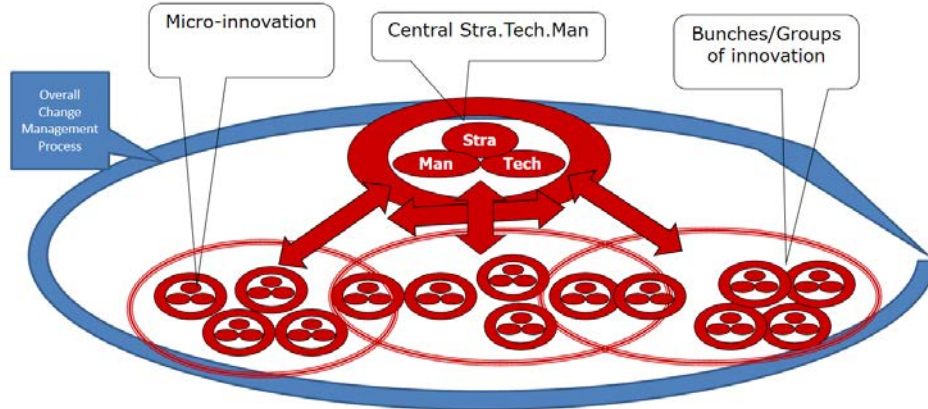 Micro-innovation
Central Stra.Tech.Man
Bunches/Groups
of innovation
Overall
Change
Management
Process
Stra
Man
Tech